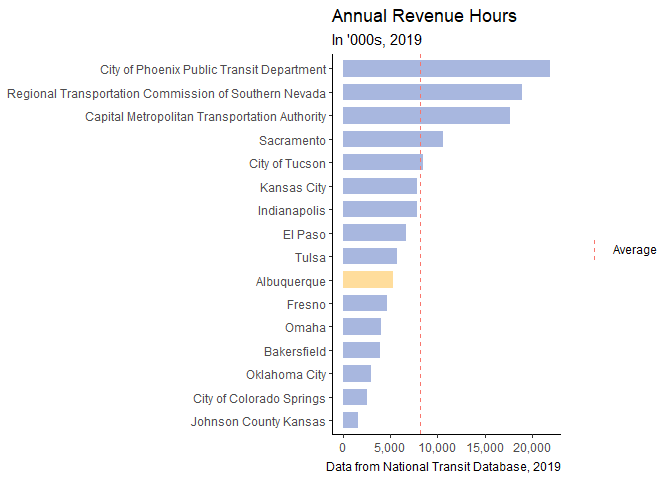 Annual Revenue Hours
In '000s, 2019
City of Phoenix Public Transit Department
Regional Transportation Commission of Southern Nevada
Capital Metropolitan Transportation Authority
Sacramento
City of Tucson
Kansas City
Indianapolis
El Paso
Tulsa
Albuquerque
Fresno
Omaha
Bakersfield
Oklahoma City
City of Colorado Springs
Johnson County Kansas
Average
0 5,000 10,000 15,000 20,000
Data from National Transit Database, 2019